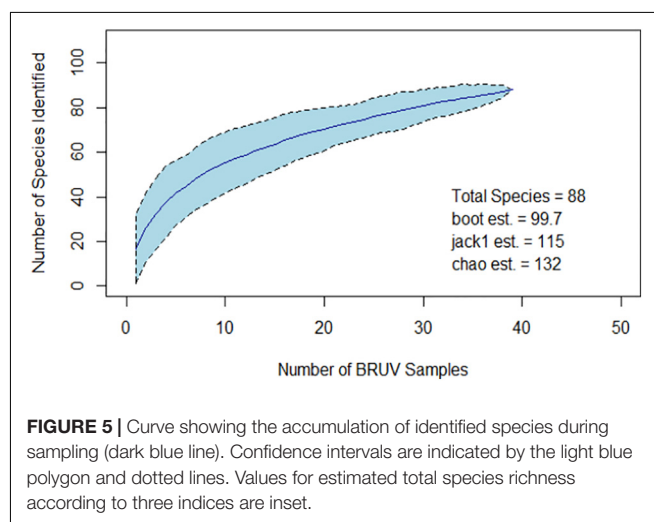 Number of Species Identified
100
80
60
40
20
0
Total Species = 88
boot est. = 99.7
jack1 est. = 115
chao est. = 132
0 10 20 30 40 50
Number of BRUV Samples
FIGURE 5 | Curve showing the accumulation of identified species during
sampling (dark blue line). Confidence intervals are indicated by the light blue
polygon and dotted lines. Values for estimated total species richness
according to three indices are inset.